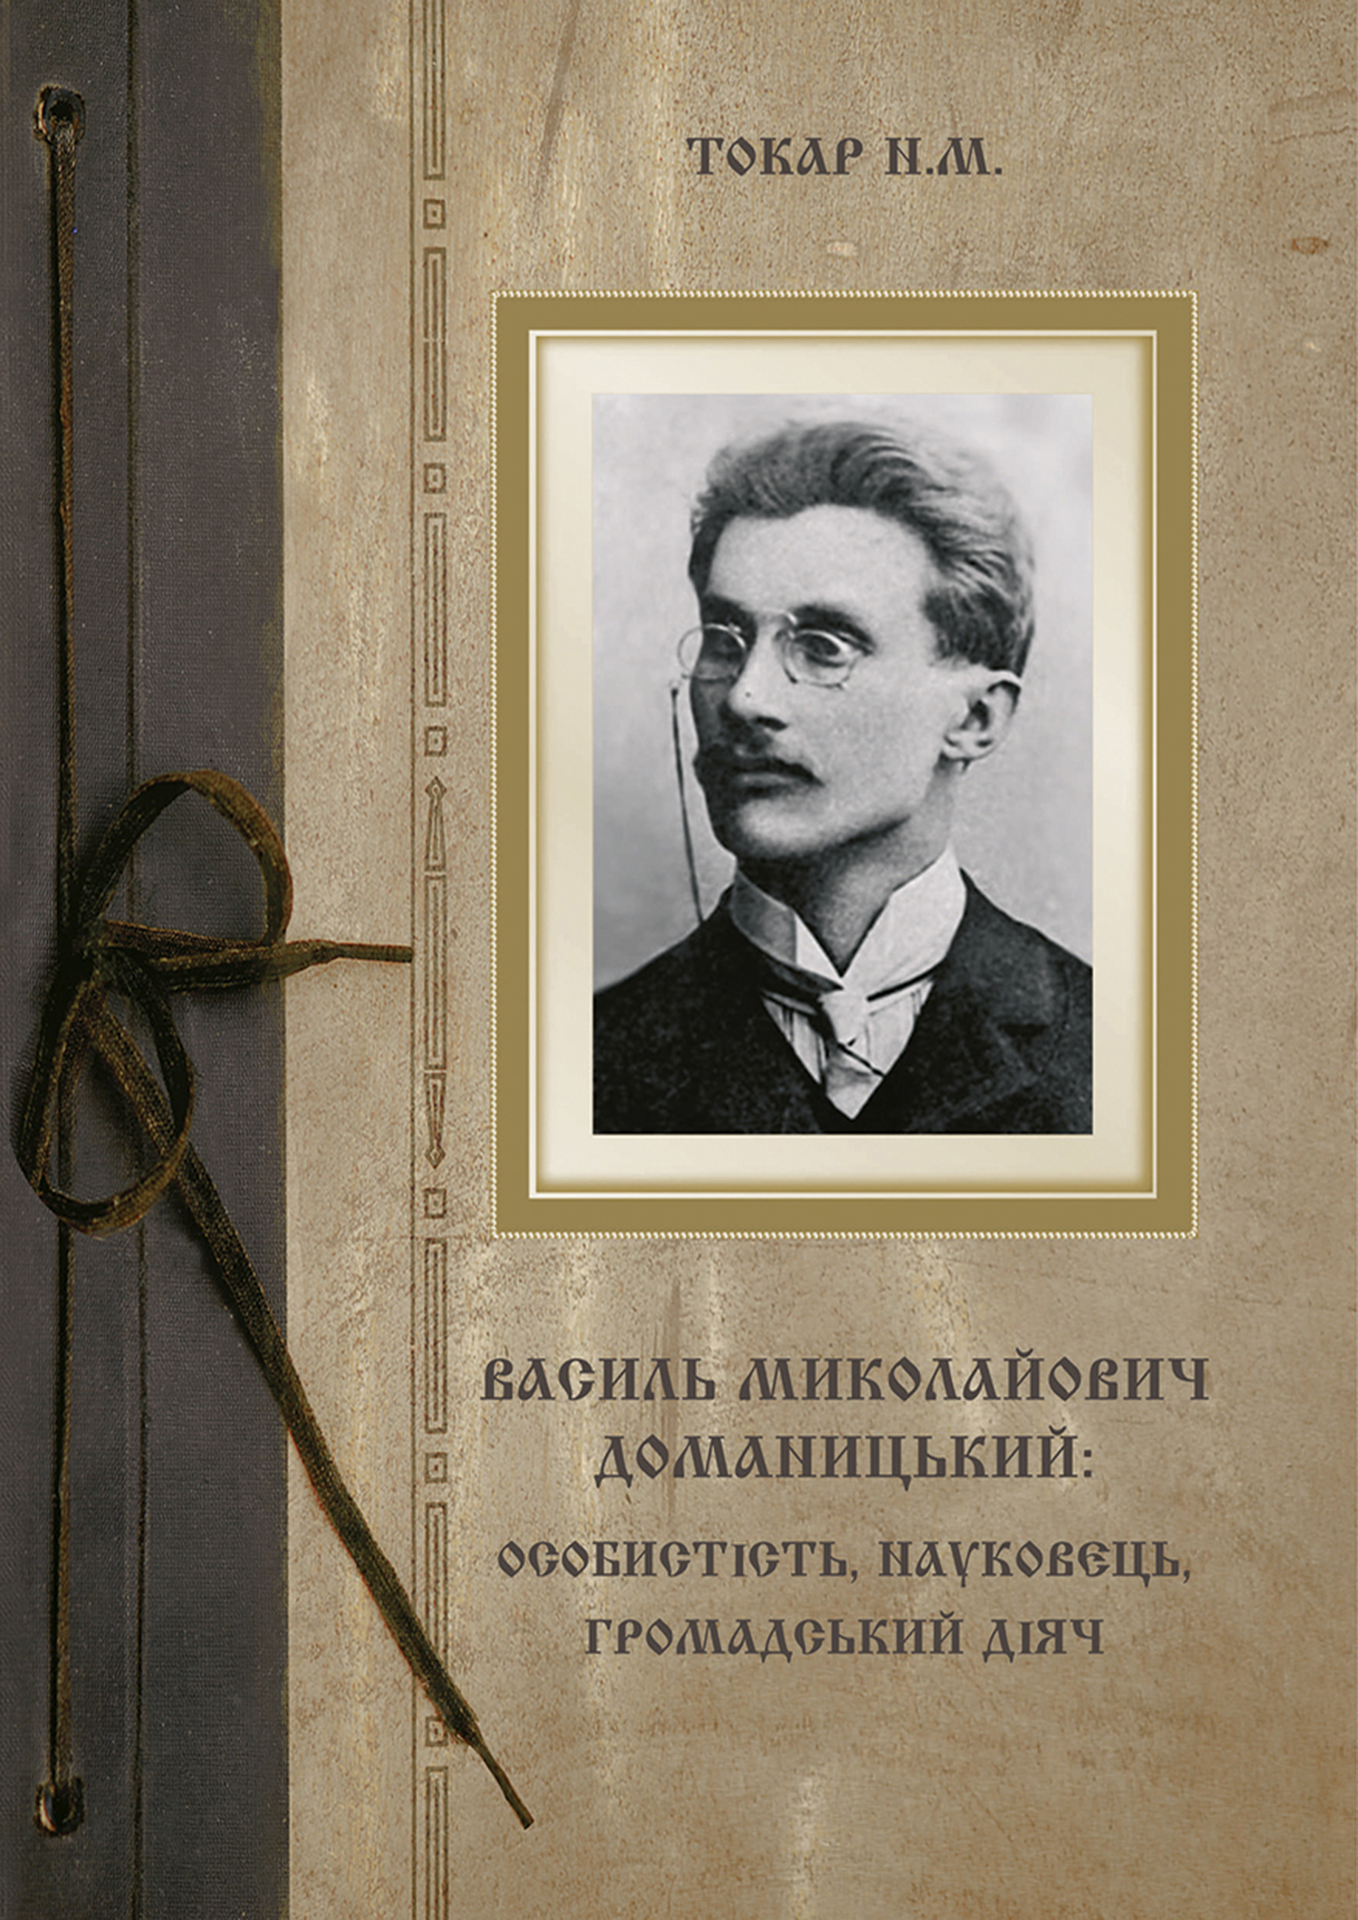 ТОКАР Н.М.
ВАСИЛЬ МИКОЛАЙОВИЧ
ДОМАНИЦЬКИЙ:
ОСОБИСТІСТЬ, НАУКОВЕЦЬ,
ГРОМАДСЬКИЙ ДІЯЧ